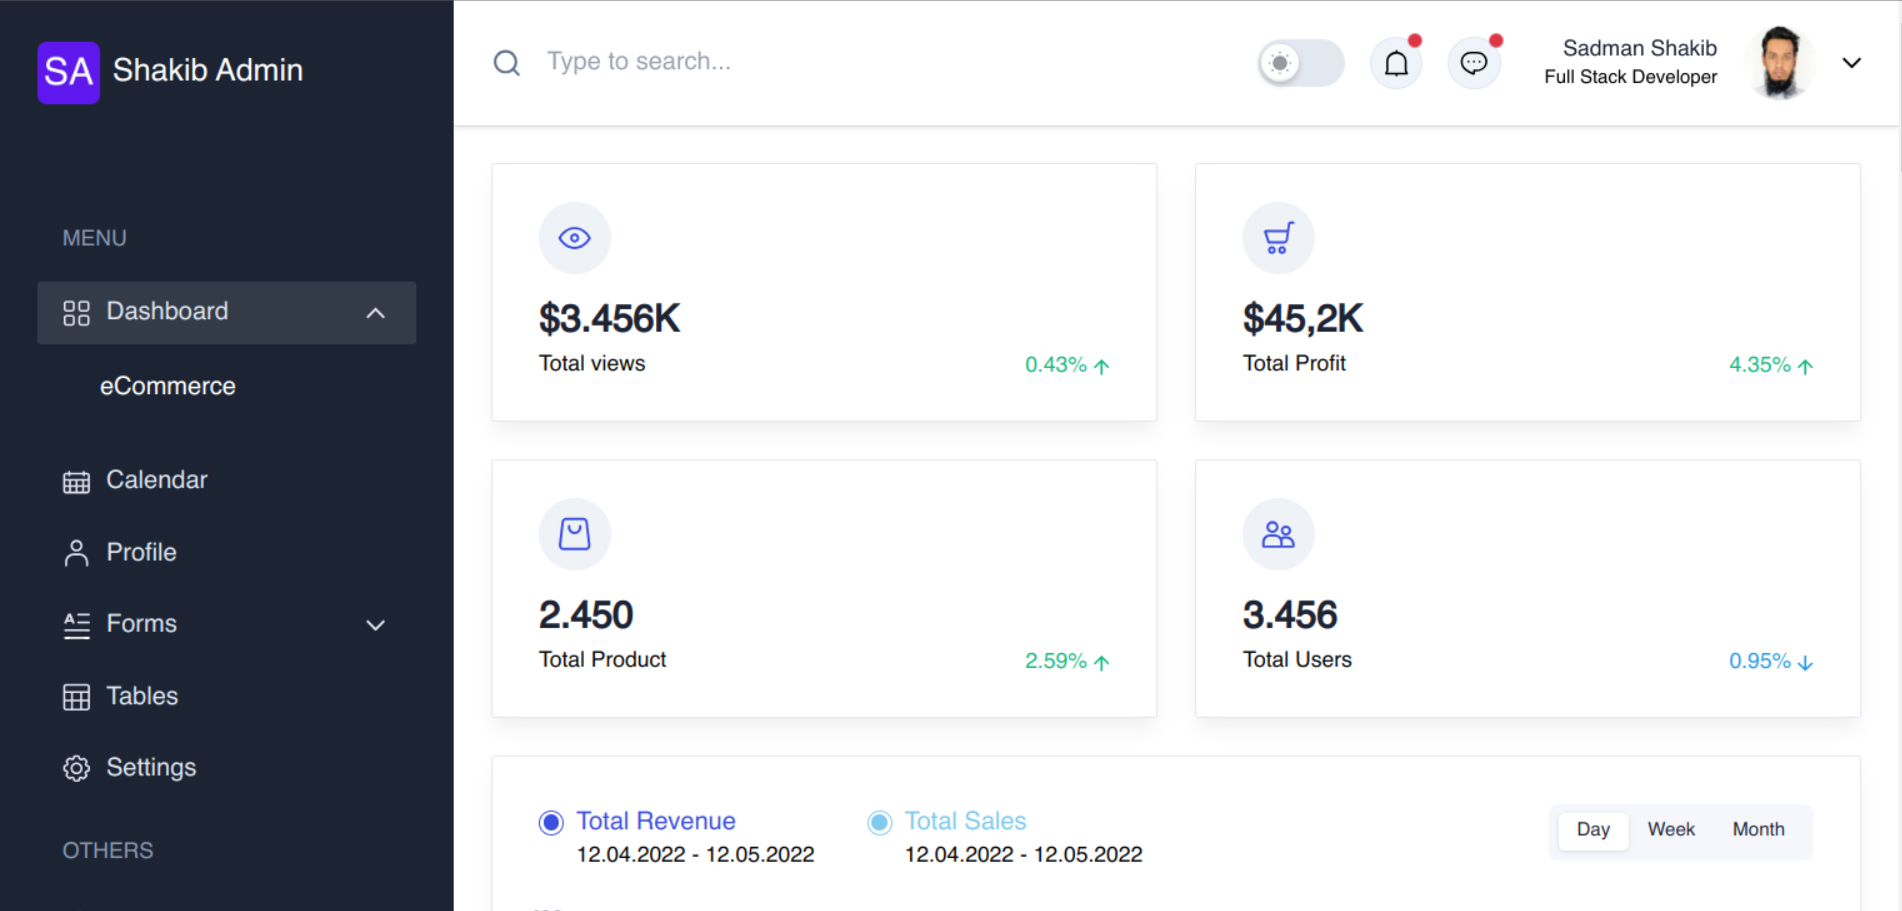 SA Shakib Admin
MENU
Dashboard
eCommerce
Calendar
Profile
Forms
Tables
Settings
OTHERS
Type to search...
Sadman Shakib
Full Stack Developer
$3.456K
Total views
0.43%
$45,2K
Total Profit
4.35%
2.450
Total Product
2.59%
3.456
Total Users
0.95%
Total Revenue
12.04.2022 - 12.05.2022
Total Sales
12.04.2022 - 12.05.2022
Day Week Month